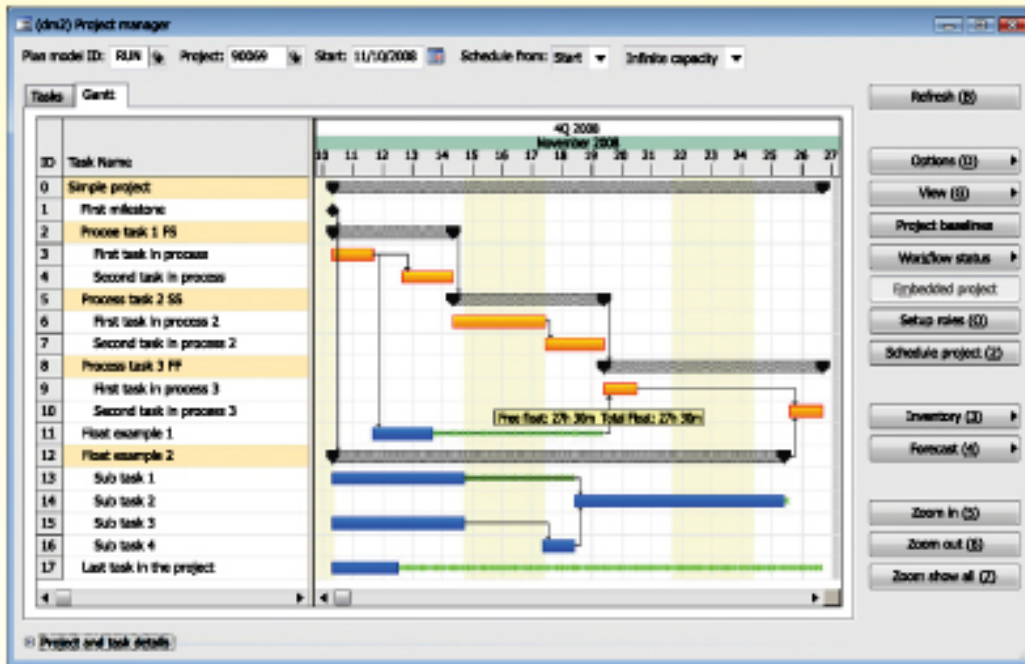 (dm2) Project manager
Plan model ID: RUN Project: 90069 Start: 11/10/2008 Schedule from: Start Infinite capacity
Tasks Gantt
Refresh (B)
4Q 2008
November 2008
ID Task Name 10 11 12 13 14 15 16 17 18 19 20 21 22 23 24 25 26 27
0 Simple project
1 First milestone
2 Procee task 1 FS
3 First task in process
4 Second task in process
5 Process task 2 SS
6 First task in process 2
7 Second task in process 2
8 Process task 3 FF
9 First task in process 3
10 Second task in process 3
Free float: 27h 30m Total Float: 27h 30m
11 Float example 1
12 Float example 2
13 Sub task 1
14 Sub task 2
15 Sub task 3
16 Sub task 4
17 Last task in the project
Options
View
Project baselines
Workflow status
Embedded project
Setup roles
Schedule project
Inventory (3)
Forecast (4)
Zoom in (5)
Zoom out (6)
Zoom show all (7)
Project and task details